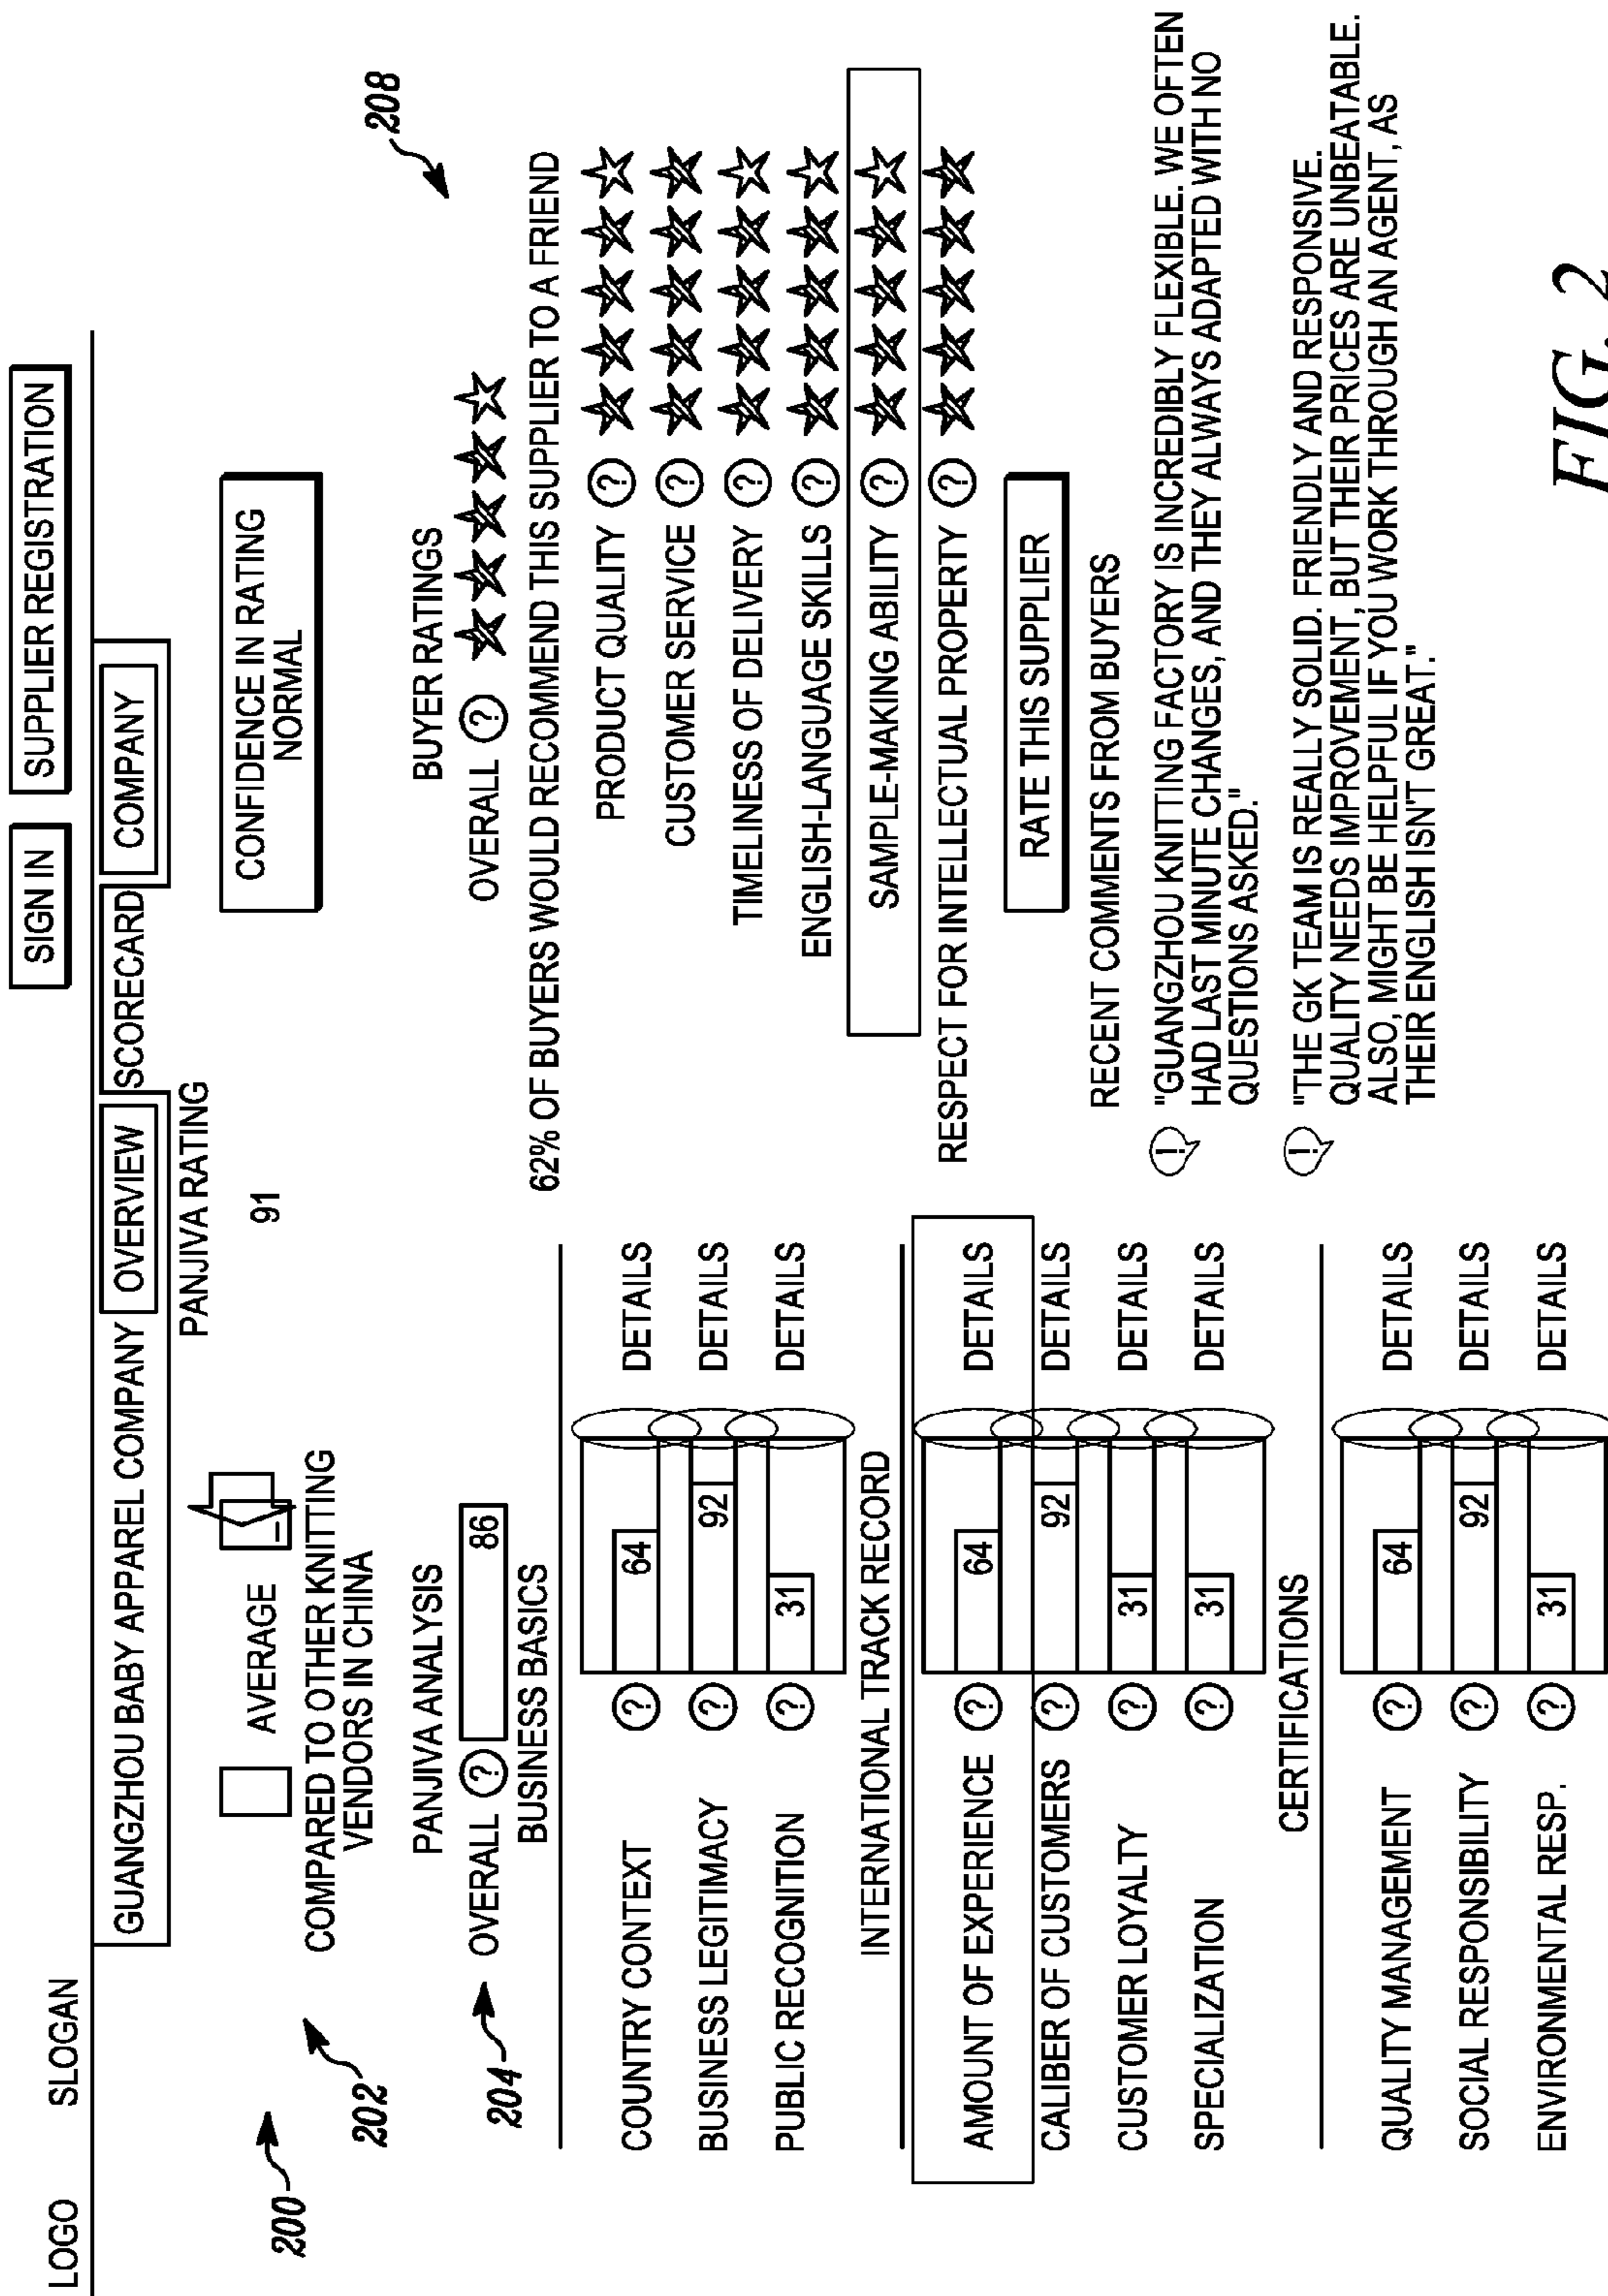 LOGO SLOGAN SIGN IN SUPPLIER REGISTRATION
GUANGZHOU BABY APPAREL COMPANY OVERVIEW SCORECARD COMPANY
PANJIVA RATING
200
202
AVERAGE –
91
COMPARED TO OTHER KNITTING
VENDORS IN CHINA
CONFIDENCE IN RATING
NORMAL
208
PANJIVA ANALYSIS
204 OVERALL ? 86
BUSINESS BASICS
COUNTRY CONTEXT ? 64 DETAILS
BUSINESS LEGITIMACY ? 92 DETAILS
PUBLIC RECOGNITION ? 31 DETAILS
INTERNATIONAL TRACK RECORD
AMOUNT OF EXPERIENCE ? 64 DETAILS
CALIBER OF CUSTOMERS ? 92 DETAILS
CUSTOMER LOYALTY ? 31 DETAILS
SPECIALIZATION ? 31 DETAILS
CERTIFICATIONS
QUALITY MANAGEMENT ? 64 DETAILS
SOCIAL RESPONSIBILITY ? 92 DETAILS
ENVIRONMENTAL RESP. ? 31 DETAILS
BUYER RATINGS
OVERALL ?
62% OF BUYERS WOULD RECOMMEND THIS SUPPLIER TO A FRIEND
PRODUCT QUALITY ?
CUSTOMER SERVICE ?
TIMELINESS OF DELIVERY ?
ENGLISH-LANGUAGE SKILLS ?
SAMPLE-MAKING ABILITY ?
RESPECT FOR INTELLECTUAL PROPERTY ?
RATE THIS SUPPLIER
RECENT COMMENTS FROM BUYERS
! "GUANGZHOU KNITTING FACTORY IS INCREDIBLY FLEXIBLE. WE OFTEN
HAD LAST MINUTE CHANGES, AND THEY ALWAYS ADAPTED WITH NO
QUESTIONS ASKED."
! "THE GK TEAM IS REALLY SOLID. FRIENDLY AND RESPONSIVE.
QUALITY NEEDS IMPROVEMENT, BUT THEIR PRICES ARE UNBEATABLE.
ALSO, MIGHT BE HELPFUL IF YOU WORK THROUGH AN AGENT, AS
THEIR ENGLISH ISN'T GREAT."
FIG. 2